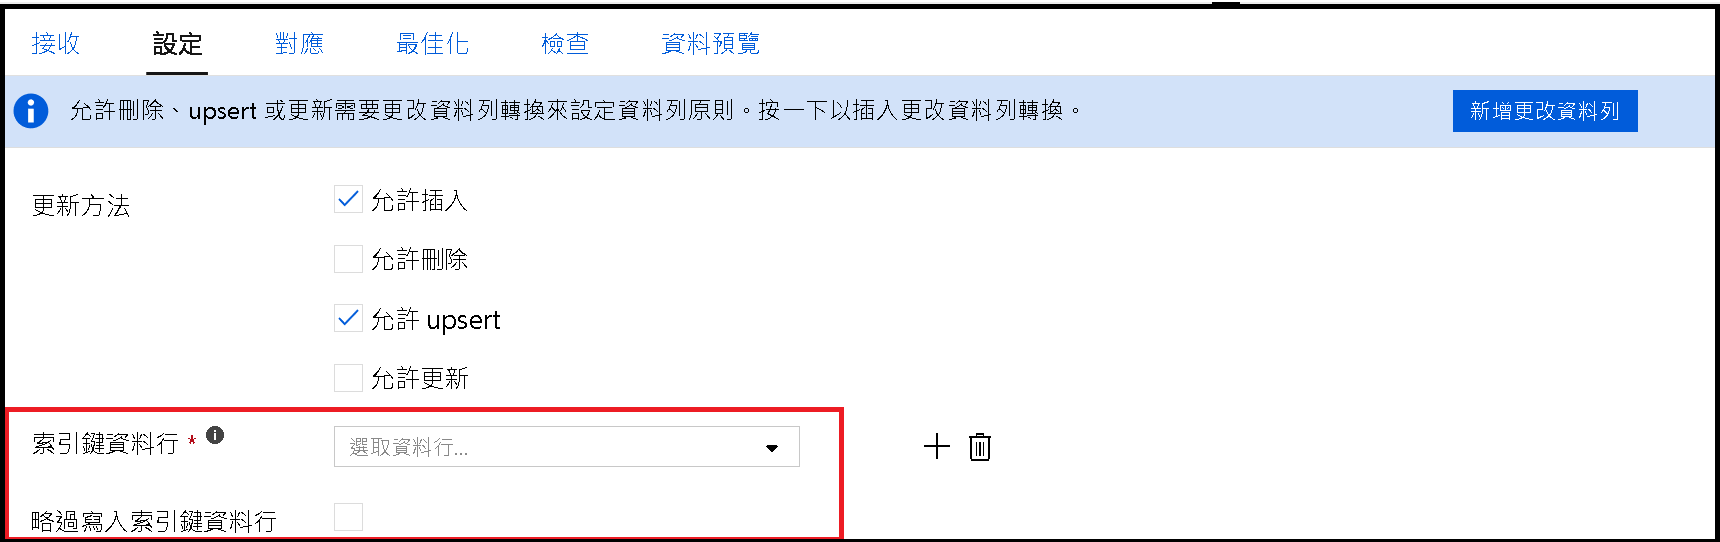 接收 設定 對應 最佳化 檢查 資料預覽
允許刪除、upsert 或更新需要更改資料列轉換來設定資料列原則。按一下以插入更改資料列轉換。 新增更改資料列
更新方法 允許插入
允許刪除
允許 upsert
允許更新
索引鍵資料行 * 選取資料行...
略過寫入索引鍵資料行